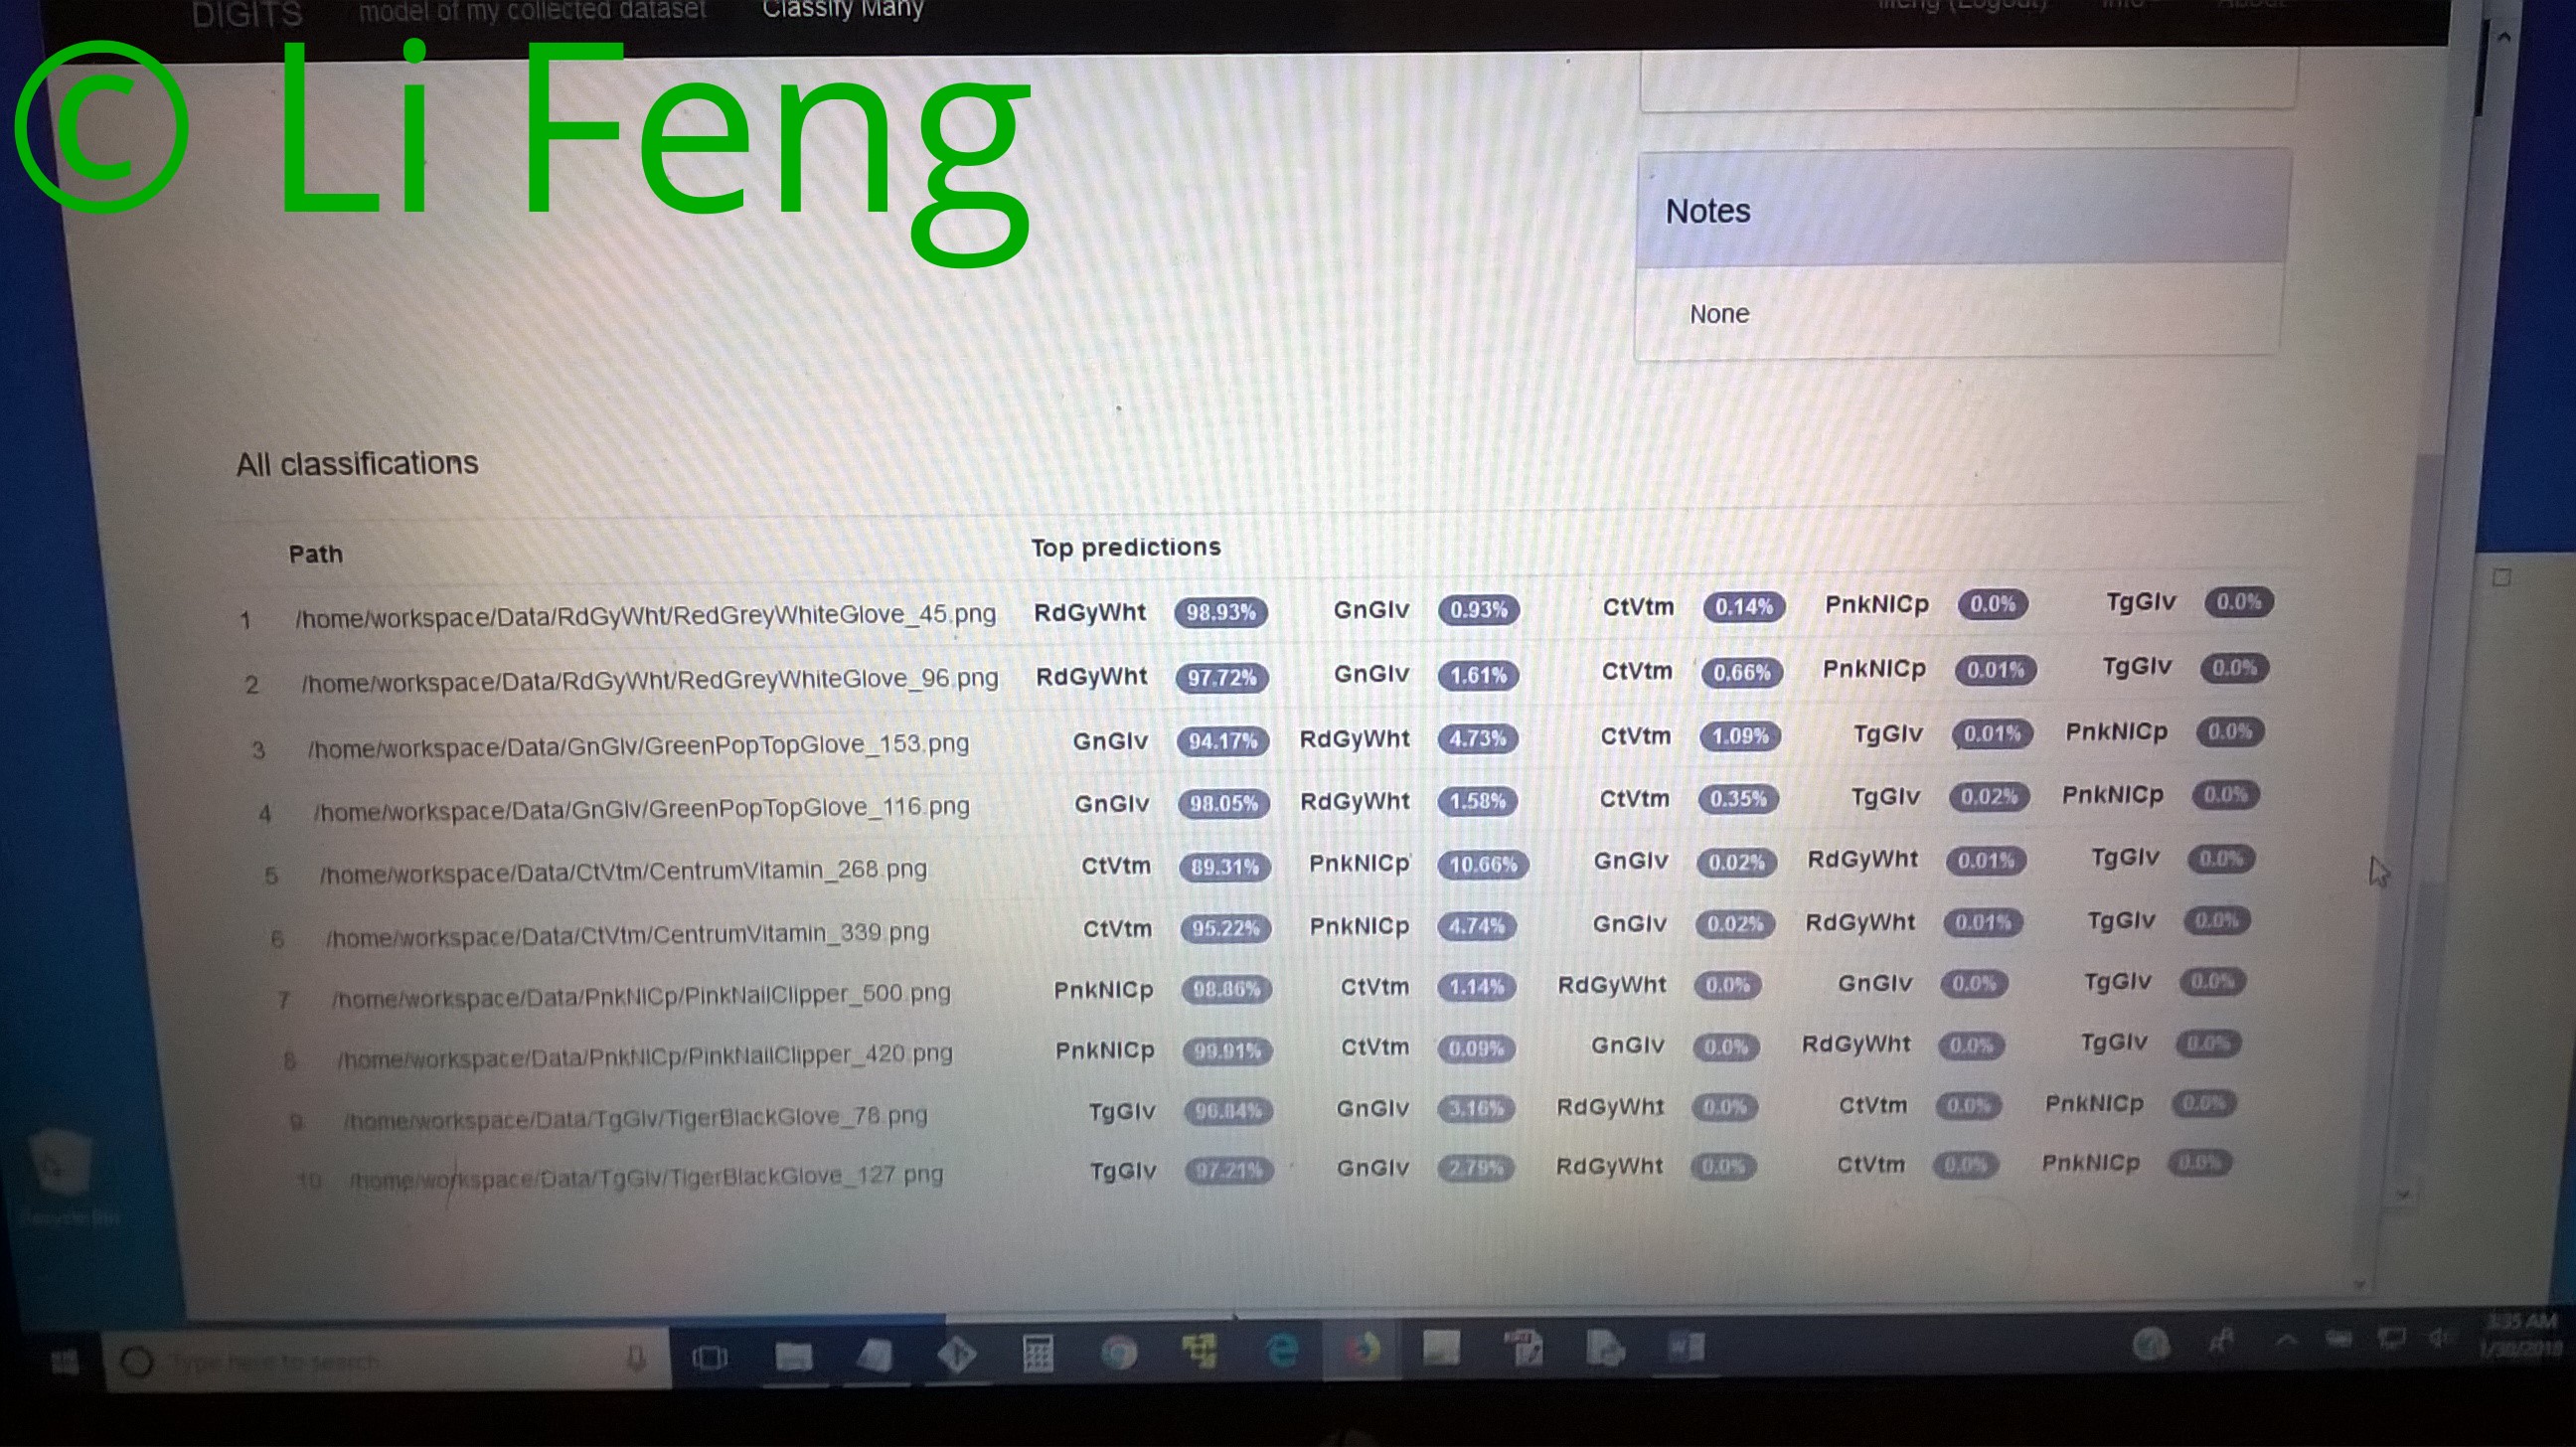 DIGITS model of my collected dataset Classify Many
© Li Feng
Notes
None
All classifications
Path Top predictions
1 /home/workspace/Data/RdGyWht/RedGreyWhiteGlove_45.png RdGyWht 98.93% GnGlv 0.93% CtVtm 0.14% PnkNlCp 0.0% TgGlv 0.0%
2 /home/workspace/Data/RdGyWht/RedGreyWhiteGlove_96.png RdGyWht 97.72% GnGlv 1.61% CtVtm 0.66% PnkNlCp 0.01% TgGlv 0.0%
3 /home/workspace/Data/GnGlv/GreenPopTopGlove_153.png GnGlv 94.17% RdGyWht 4.73% CtVtm 1.09% TgGlv 0.01% PnkNlCp 0.0%
4 /home/workspace/Data/GnGlv/GreenPopTopGlove_116.png GnGlv 98.05% RdGyWht 1.58% CtVtm 0.35% TgGlv 0.02% PnkNlCp 0.0%
5 /home/workspace/Data/CtVtm/CentrumVitamin_268.png CtVtm 89.31% PnkNlCp 10.66% GnGlv 0.02% RdGyWht 0.01% TgGlv 0.0%
6 /home/workspace/Data/CtVtm/CentrumVitamin_339.png CtVtm 95.22% PnkNlCp 4.74% GnGlv 0.02% RdGyWht 0.01% TgGlv 0.0%
7 /home/workspace/Data/PnkNlCp/PinkNailClipper_500.png PnkNlCp 98.86% CtVtm 1.14% RdGyWht 0.0% GnGlv 0.0% TgGlv 0.0%
8 /home/workspace/Data/PnkNlCp/PinkNailClipper_420.png PnkNlCp 99.91% CtVtm 0.09% GnGlv 0.0% RdGyWht 0.0% TgGlv 0.0%
9 /home/workspace/Data/TgGlv/TigerBlackGlove_78.png TgGlv 96.84% GnGlv 3.16% RdGyWht 0.0% CtVtm 0.0% PnkNlCp 0.0%
10 /home/workspace/Data/TgGlv/TigerBlackGlove_127.png TgGlv 97.21% GnGlv 2.79% RdGyWht 0.0% CtVtm 0.0% PnkNlCp 0.0%
Type here to search
3:35 AM